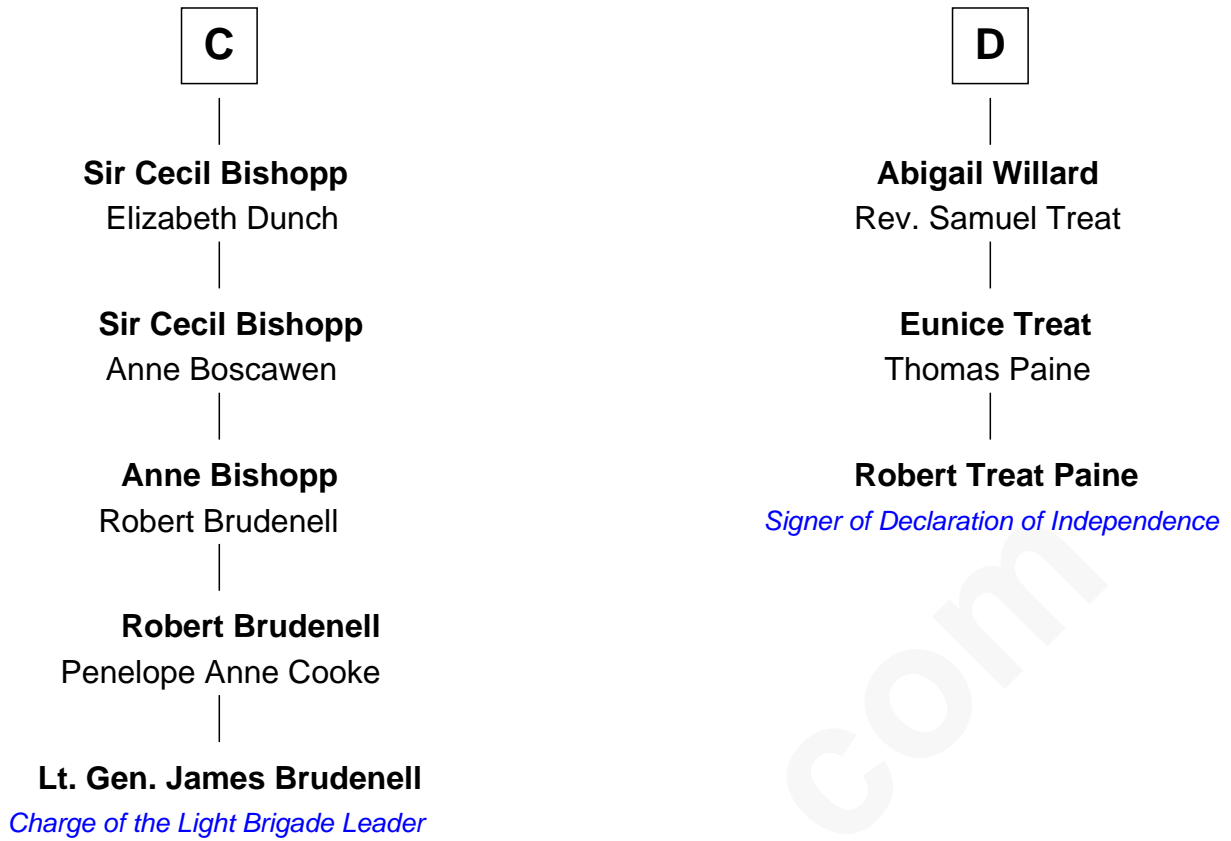 C
Sir Cecil Bishopp
Elizabeth Dunch
Sir Cecil Bishopp
Anne Boscawen
Anne Bishopp
Robert Brudenell
Robert Brudenell
Penelope Anne Cooke
Lt. Gen. James Brudenell
Charge of the Light Brigade Leader
D
Abigail Willard
Rev. Samuel Treat
Eunice Treat
Thomas Paine
Robert Treat Paine
Signer of Declaration of Independence
com